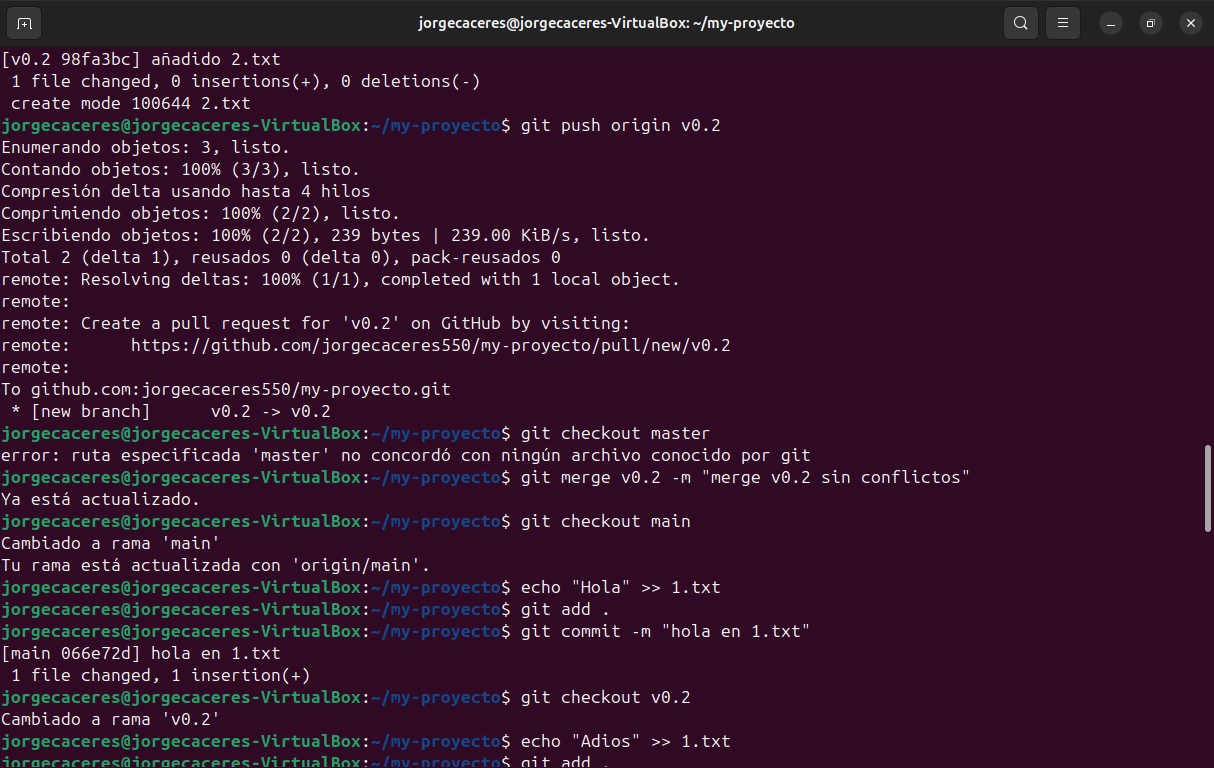 jorgecaceres@jorgecaceres-VirtualBox: ~/my-proyecto
[v0.2 98fa3bc] añadido 2.txt
 1 file changed, 0 insertions(+), 0 deletions(-)
 create mode 100644 2.txt
jorgecaceres@jorgecaceres-VirtualBox:~/my-proyecto$ git push origin v0.2
Enumerando objetos: 3, listo.
Contando objetos: 100% (3/3), listo.
Compresión delta usando hasta 4 hilos
Comprimiendo objetos: 100% (2/2), listo.
Escribiendo objetos: 100% (2/2), 239 bytes | 239.00 KiB/s, listo.
Total 2 (delta 1), reusados 0 (delta 0), pack-reusados 0
remote: Resolving deltas: 100% (1/1), completed with 1 local object.
remote:
remote: Create a pull request for 'v0.2' on GitHub by visiting:
remote:      https://github.com/jorgecaceres550/my-proyecto/pull/new/v0.2
remote:
To github.com:jorgecaceres550/my-proyecto.git
 * [new branch]      v0.2 -> v0.2
jorgecaceres@jorgecaceres-VirtualBox:~/my-proyecto$ git checkout master
error: ruta especificada 'master' no concordó con ningún archivo conocido por git
jorgecaceres@jorgecaceres-VirtualBox:~/my-proyecto$ git merge v0.2 -m "merge v0.2 sin conflictos"
Ya está actualizado.
jorgecaceres@jorgecaceres-VirtualBox:~/my-proyecto$ git checkout main
Cambiado a rama 'main'
Tu rama está actualizada con 'origin/main'.
jorgecaceres@jorgecaceres-VirtualBox:~/my-proyecto$ echo "Hola" >> 1.txt
jorgecaceres@jorgecaceres-VirtualBox:~/my-proyecto$ git add .
jorgecaceres@jorgecaceres-VirtualBox:~/my-proyecto$ git commit -m "hola en 1.txt"
[main 066e72d] hola en 1.txt
 1 file changed, 1 insertion(+)
jorgecaceres@jorgecaceres-VirtualBox:~/my-proyecto$ git checkout v0.2
Cambiado a rama 'v0.2'
jorgecaceres@jorgecaceres-VirtualBox:~/my-proyecto$ echo "Adios" >> 1.txt
jorgecaceres@jorgecaceres-VirtualBox:~/my-proyecto$ git add .